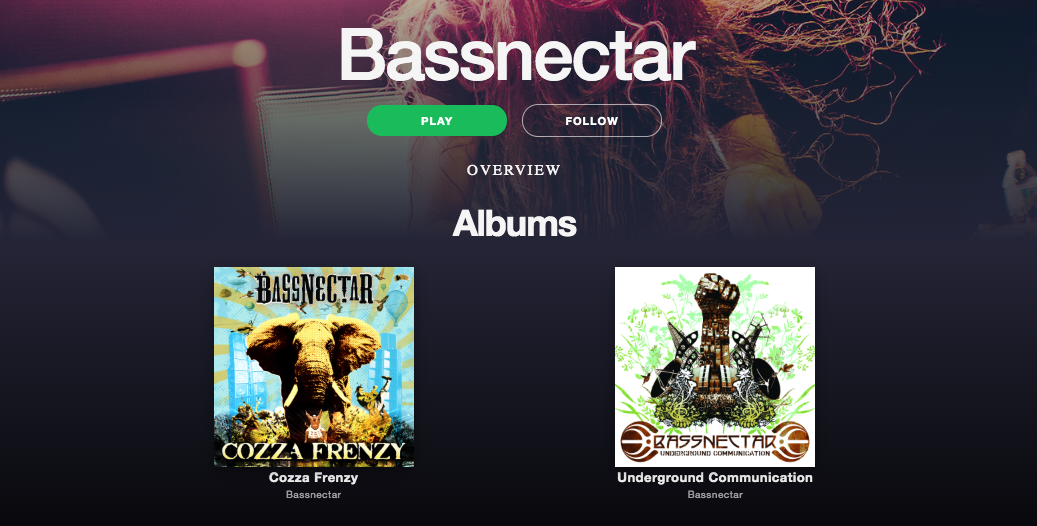 Bassnectar
PLAY
FOLLOW
OVERVIEW
Albums
BASSNECTAR
COZZA FRENZY
BASSNECTAR
UNDERGROUND COMMUNICATION
Cozza Frenzy
Bassnectar
Underground Communication
Bassnectar